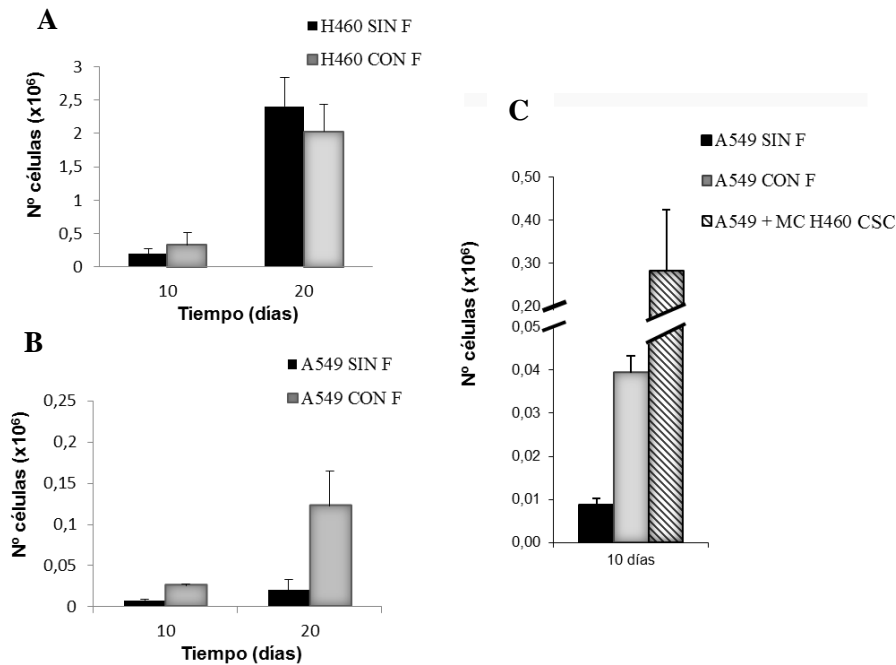 A
H460 SIN F
H460 CON F
Nº células (x10⁶)
3
2,5
2
1,5
1
0,5
0
10
20
Tiempo (días)
B
A549 SIN F
A549 CON F
Nº células (x10⁶)
0,25
0,2
0,15
0,1
0,05
0
10
20
Tiempo (días)
C
A549 SIN F
A549 CON F
A549 + MC H460 CSC
Nº células (x10⁶)
0,50
0,40
0,30
0,20
0,05
0,04
0,03
0,02
0,01
0,00
10 días